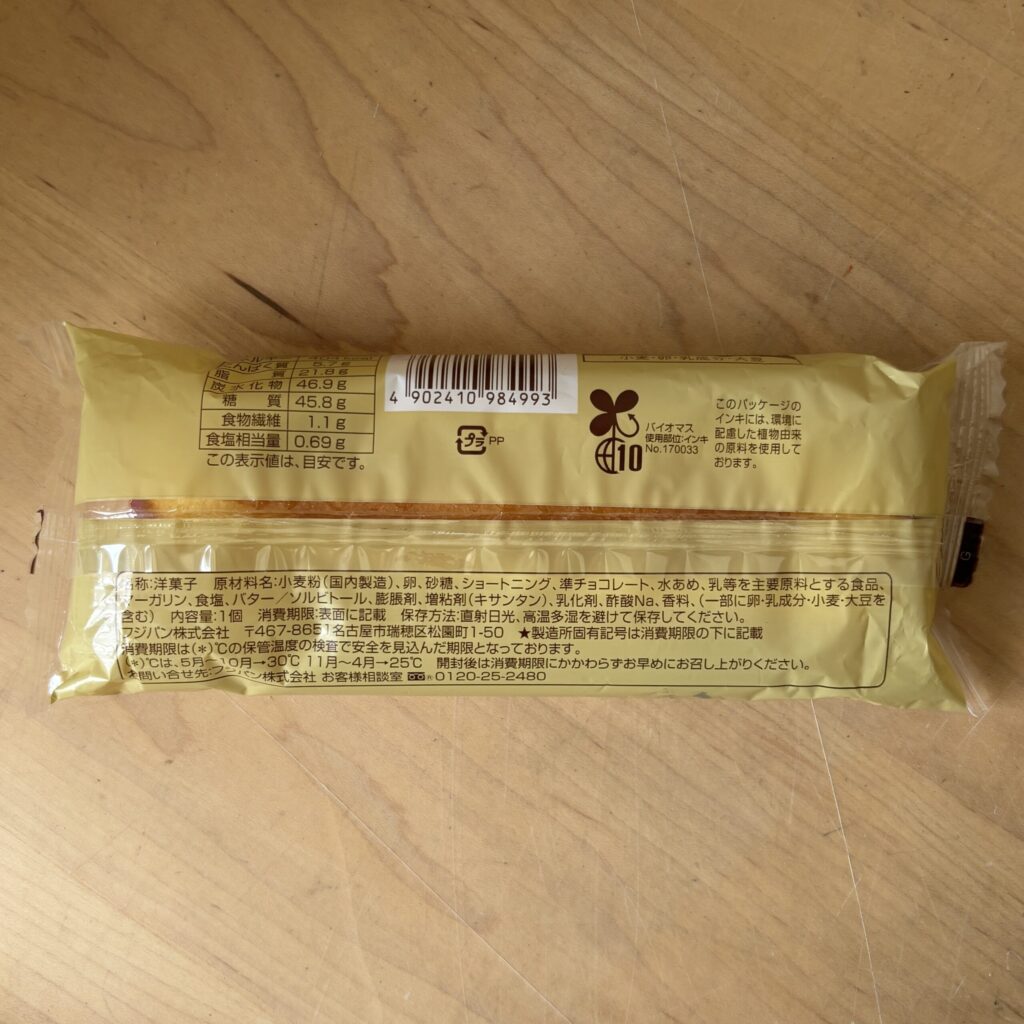 たんぱく質
脂 質 21.8g
炭水化物 46.9g
糖 質 45.8g
食物繊維 1.1g
食塩相当量 0.69g
この表示値は、目安です。
4 902410 984993
プラ PP
バイオマス
使用部位:インキ
No.170033
10
小麦・卵・乳成分・大豆
このパッケージの
インキには、環境に
配慮した植物由来
の原料を使用して
おります。
名称:洋菓子 原材料名:小麦粉(国内製造)、卵、砂糖、ショートニング、準チョコレート、水あめ、乳等を主要原料とする食品、
マーガリン、食塩、バター/ソルビトール、膨脹剤、増粘剤(キサンタン)、乳化剤、酢酸Na、香料、(一部に卵・乳成分・小麦・大豆を
含む) 内容量:1個 消費期限:表面に記載 保存方法:直射日光、高温多湿を避けて保存してください。
フジパン株式会社 〒467-8651 名古屋市瑞穂区松園町1-50 ★製造所固有記号は消費期限の下に記載
消費期限は(*)℃の保管温度の検査で安全を見込んだ期限となっております。
(*)℃は、5月〜10月→30℃ 11月〜4月→25℃ 開封後は消費期限にかかわらずお早めにお召し上がりください。
お問い合せ先:フジパン株式会社 お客様相談室 0120-25-2480
G